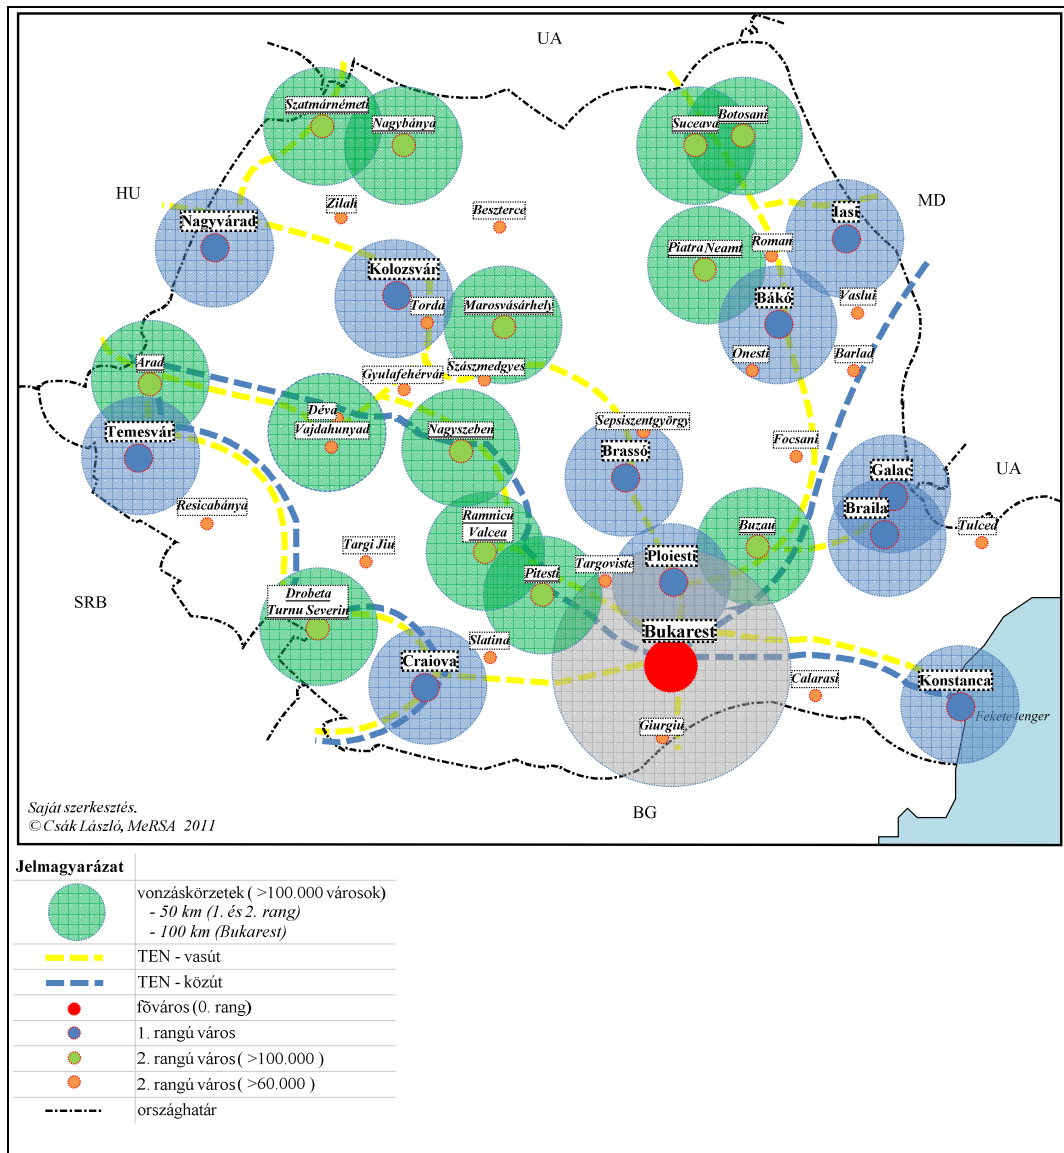 UA
Szatmárnémeti
Nagybánya
Suceava
Botosani
HU
Zilah
Beszterce
MD
Nagyvárad
Iasi
Roman
Piatra Neamt
Kolozsvár
Torda
Marosvásárhely
Bákó
Vaslui
Onesti
Barlad
Arad
Gyulafehérvár
Szászmedgyes
Déva
Vajdahunyad
Nagyszeben
Sepsiszentgyörgy
Brassó
Temesvár
Focsani
Galac
UA
Braila
Tulcea
Resicabánya
Ramnicu
Valcea
Buzau
Targi Jiu
Ploiest
Targoviste
Pitesti
SRB
Drobeta
Turnu Severin
Bukarest
Craiova
Slatina
Calarasi
Konstanca
Fekete tenger
Giurgiu
BG
Saját szerkesztés.
© Csák László, MeRSA 2011
Jelmagyarázat
vonzáskörzetek ( >100.000 városok)
- 50 km (1. és 2. rang)
- 100 km (Bukarest)
TEN - vasút
TEN - közút
fõváros (0. rang)
1. rangú város
2. rangú város ( >100.000 )
2. rangú város ( >60.000 )
országhatár